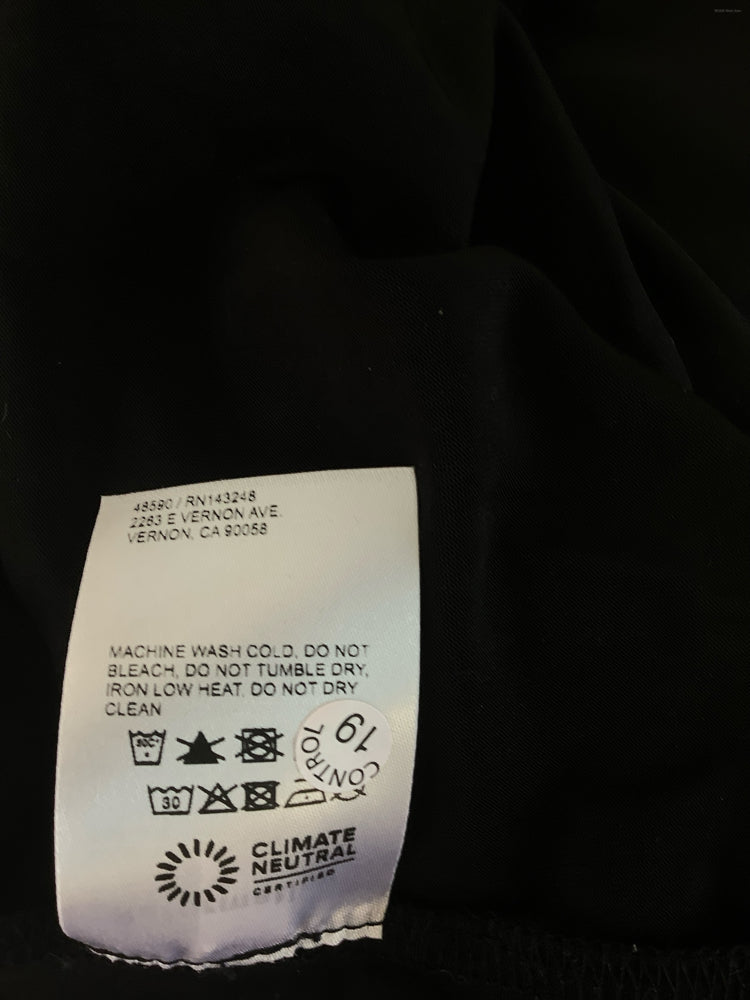 48590 / RN143248
2263 E VERNON AVE.
VERNON, CA 90058
MACHINE WASH COLD, DO NOT
BLEACH, DO NOT TUMBLE DRY,
IRON LOW HEAT, DO NOT DRY
CLEAN
30C
CONTROL
19
30
CLIMATE
NEUTRAL
CERTIFIED